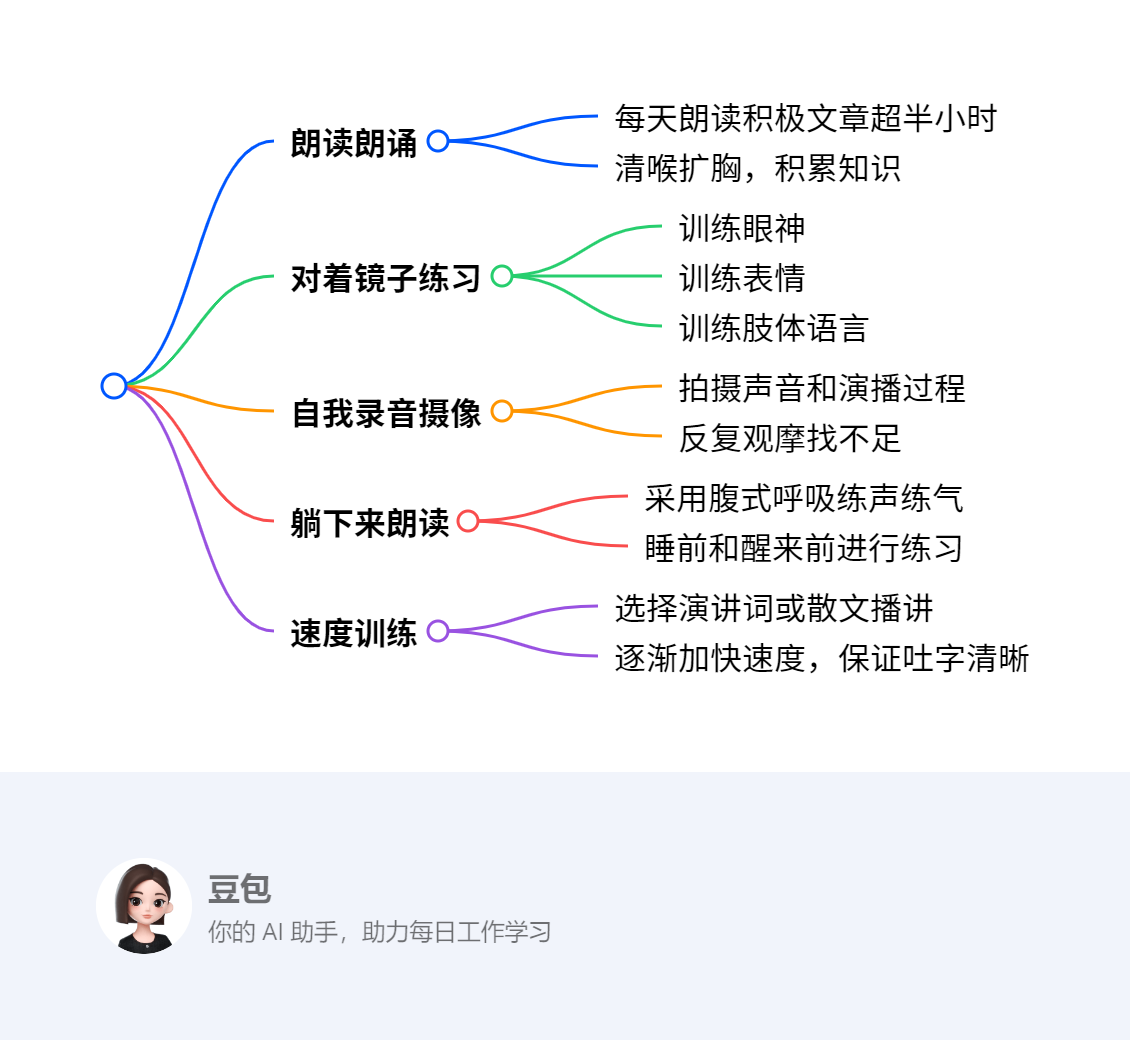 朗读朗诵
每天朗读积极文章超半小时
清喉扩胸，积累知识
对着镜子练习
训练眼神
训练表情
训练肢体语言
自我录音摄像
拍摄声音和演播过程
反复观摩找不足
躺下来朗读
采用腹式呼吸练声练气
睡前和醒来前进行练习
速度训练
选择演讲词或散文播讲
逐渐加快速度，保证吐字清晰
豆包
你的 AI 助手，助力每日工作学习